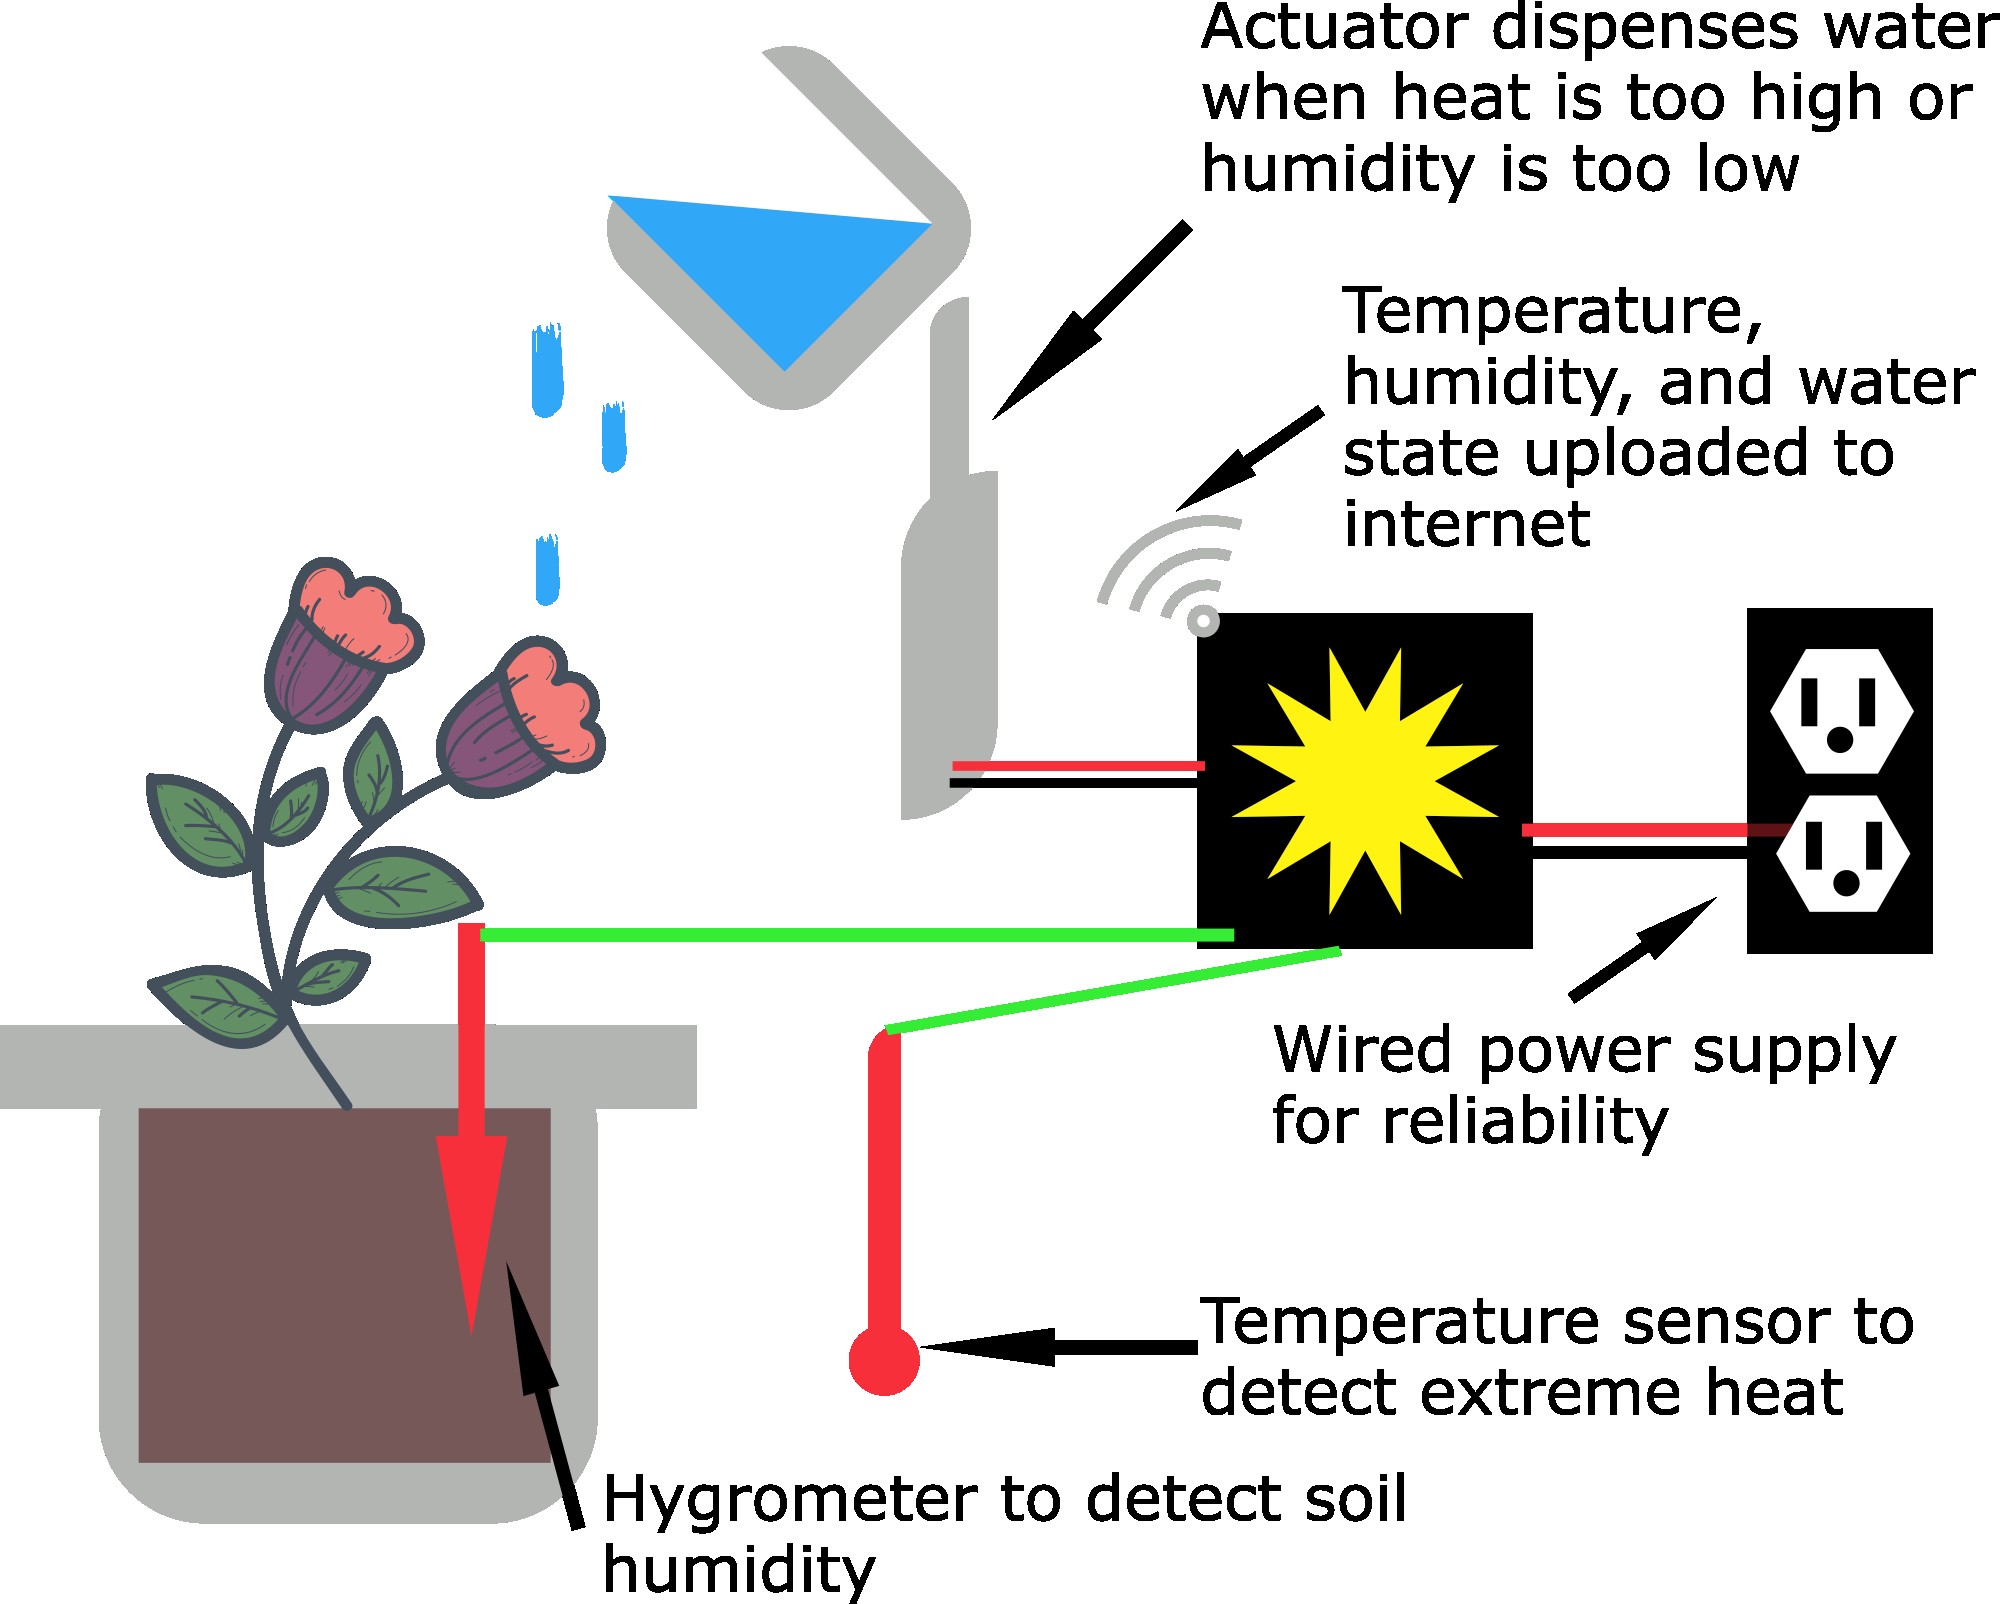 Actuator dispenses water
when heat is too high or
humidity is too low
Temperature,
humidity, and water
state uploaded to
internet
Wired power supply
for reliability
Temperature sensor to
detect extreme heat
Hygrometer to detect soil
humidity